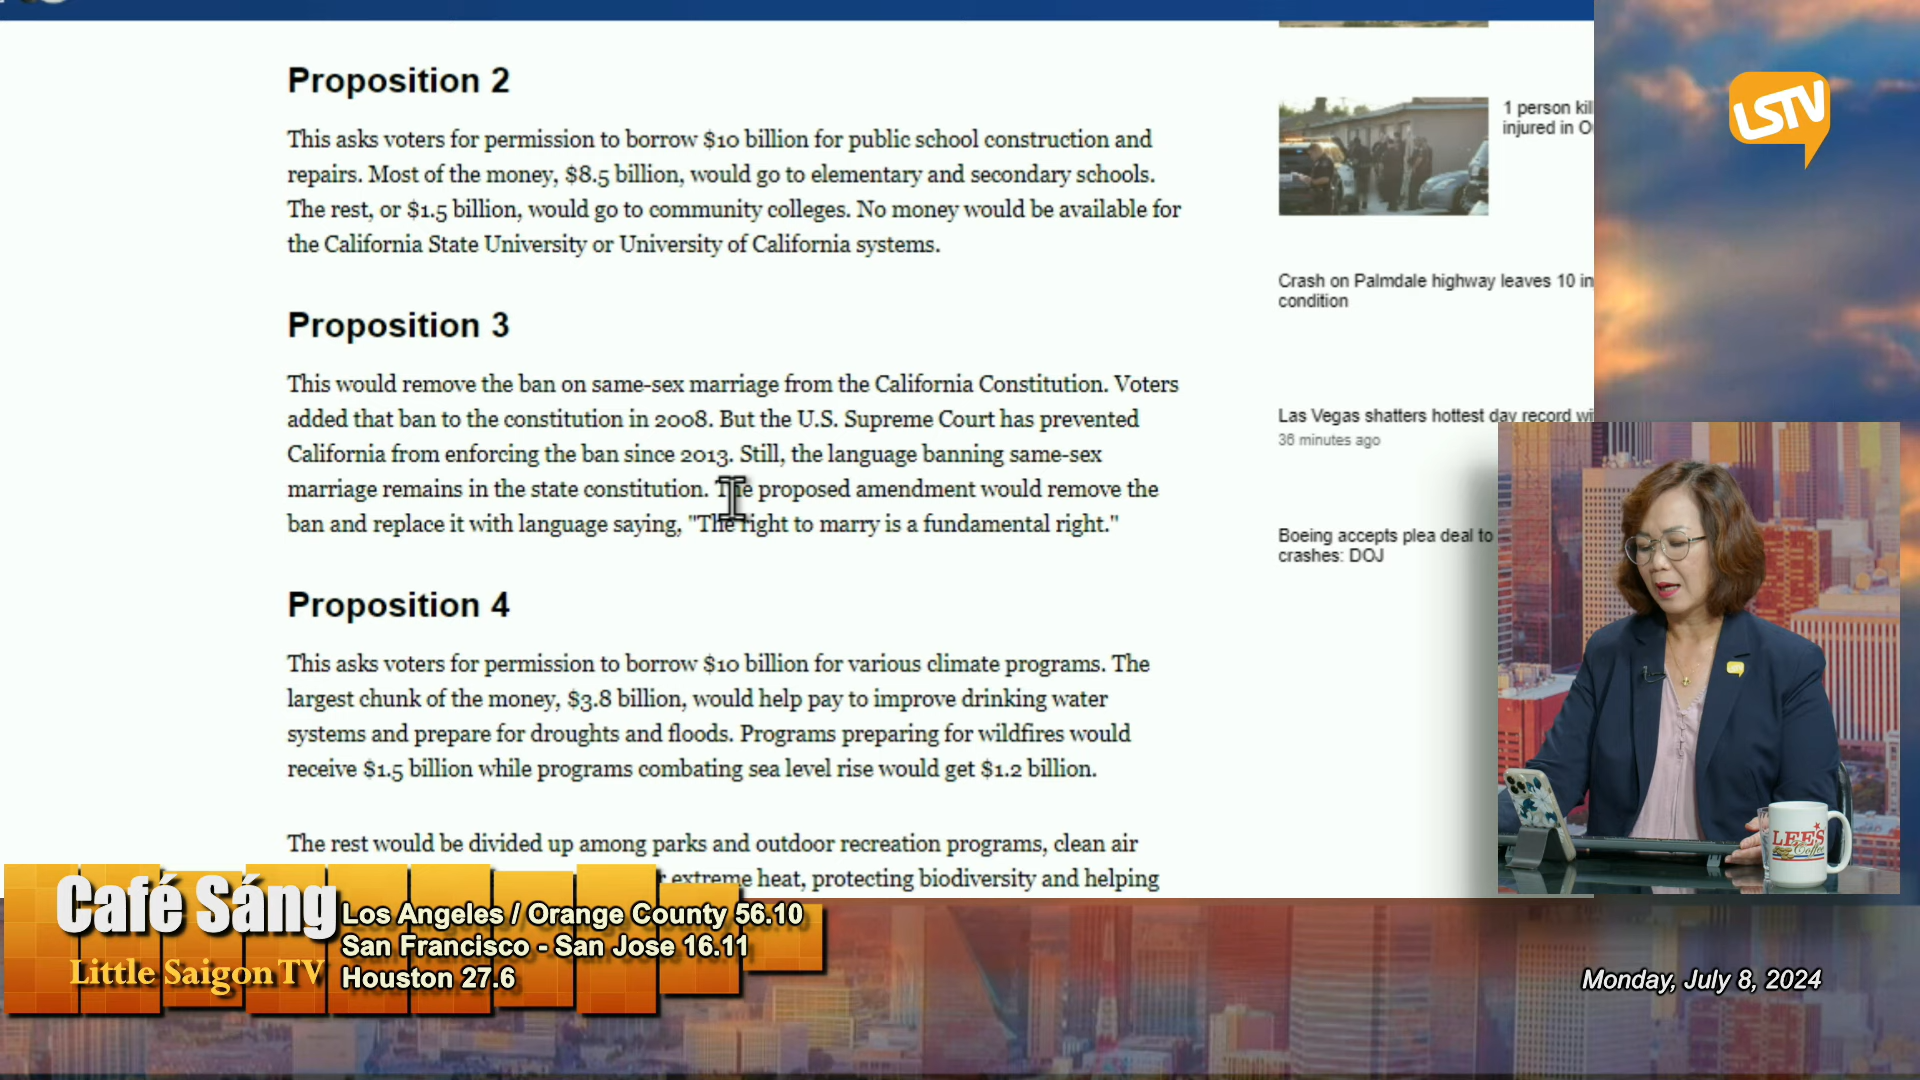 Proposition 2
This asks voters for permission to borrow $10 billion for public school construction and
repairs. Most of the money, $8.5 billion, would go to elementary and secondary schools.
The rest, or $1.5 billion, would go to community colleges. No money would be available for
the California State University or University of California systems.
Proposition 3
This would remove the ban on same-sex marriage from the California Constitution. Voters
added that ban to the constitution in 2008. But the U.S. Supreme Court has prevented
California from enforcing the ban since 2013. Still, the language banning same-sex
marriage remains in the state constitution. The proposed amendment would remove the
ban and replace it with language saying, "The right to marry is a fundamental right."
Proposition 4
This asks voters for permission to borrow $10 billion for various climate programs. The
largest chunk of the money, $3.8 billion, would help pay to improve drinking water
systems and prepare for droughts and floods. Programs preparing for wildfires would
receive $1.5 billion while programs combating sea level rise would get $1.2 billion.
The rest would be divided up among parks and outdoor recreation programs, clean air
extreme heat, protecting biodiversity and helping
1 person
injured in
Crash on Palmdale highway leaves 10 in
condition
Las Vegas shatters hottest day record
36 minutes ago
Boeing accepts plea deal to
crashes: DOJ
LSTV
LEE'S
Coffee
Café Sáng
Little Saigon TV
Los Angeles / Orange County 56.10
San Francisco - San Jose 16.11
Houston 27.6
Monday, July 8, 2024